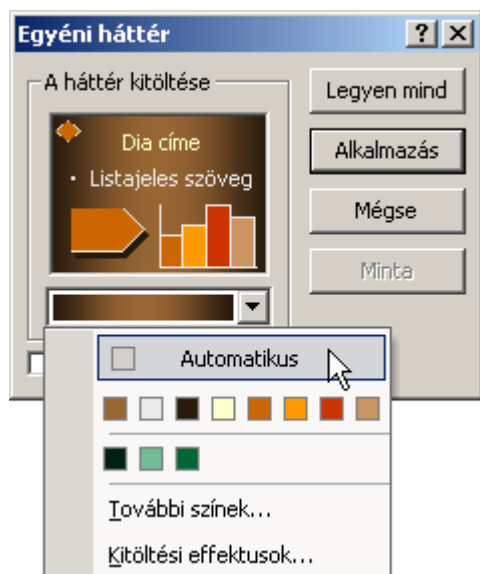 Egyéni háttér
A háttér kitöltése
Dia címe
• Listajeles szöveg
Legyen mind
Alkalmazás
Mégse
Minta
Automatikus
További színek...
Kitöltési effektusok...